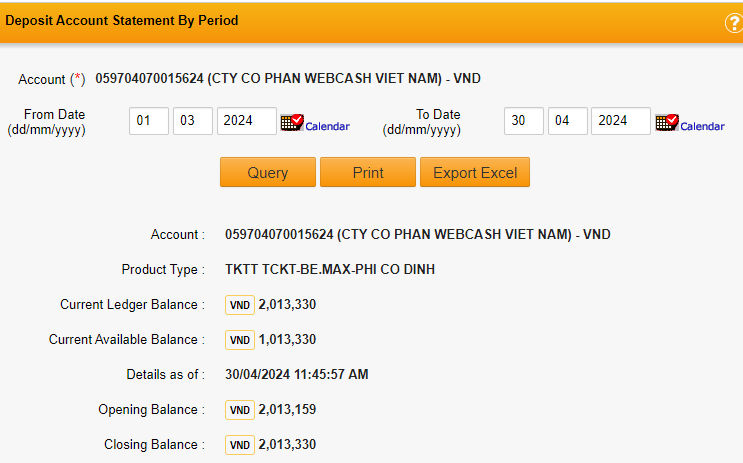 Deposit Account Statement By Period
?
Account (*) 059704070015624 (CTY CO PHAN WEBCASH VIET NAM) - VND
From Date (dd/mm/yyyy) 01 03 2024 Calendar To Date (dd/mm/yyyy) 30 04 2024 Calendar
Query Print Export Excel
Account : 059704070015624 (CTY CO PHAN WEBCASH VIET NAM) - VND
Product Type : TKTT TCKT-BE.MAX-PHI CO DINH
Current Ledger Balance : VND 2,013,330
Current Available Balance : VND 1,013,330
Details as of : 30/04/2024 11:45:57 AM
Opening Balance : VND 2,013,159
Closing Balance : VND 2,013,330